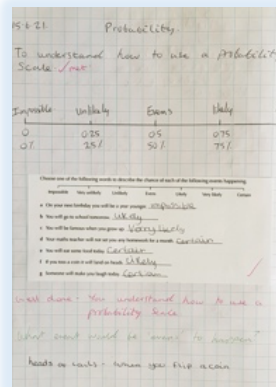 15-6-21
Probability.
To understand how to use a probability
Scale. / met
Impossible Unlikely Evens Likely
0 0.25 0.5 0.75
0% 25% 50% 75%
Choose one of the following words to describe the chance of each of the following events happening.
Impossible Very unlikely Unlikely Evens Likely Very likely Certain
a On your next birthday you will be a year younger. impossible
b You will go to school tomorrow. Likely
c You will be famous when you grow up. Very Likely
d Your maths teacher will not set you any homework for a month. Certain
e You will eat some food today. Certain
f If you toss a coin it will land on heads. Likely
g Someone will make you laugh today. Certain
Well done - You understand how to use a
probability scale
What event would be "evens" to happen?
heads or tails - when you flip a coin